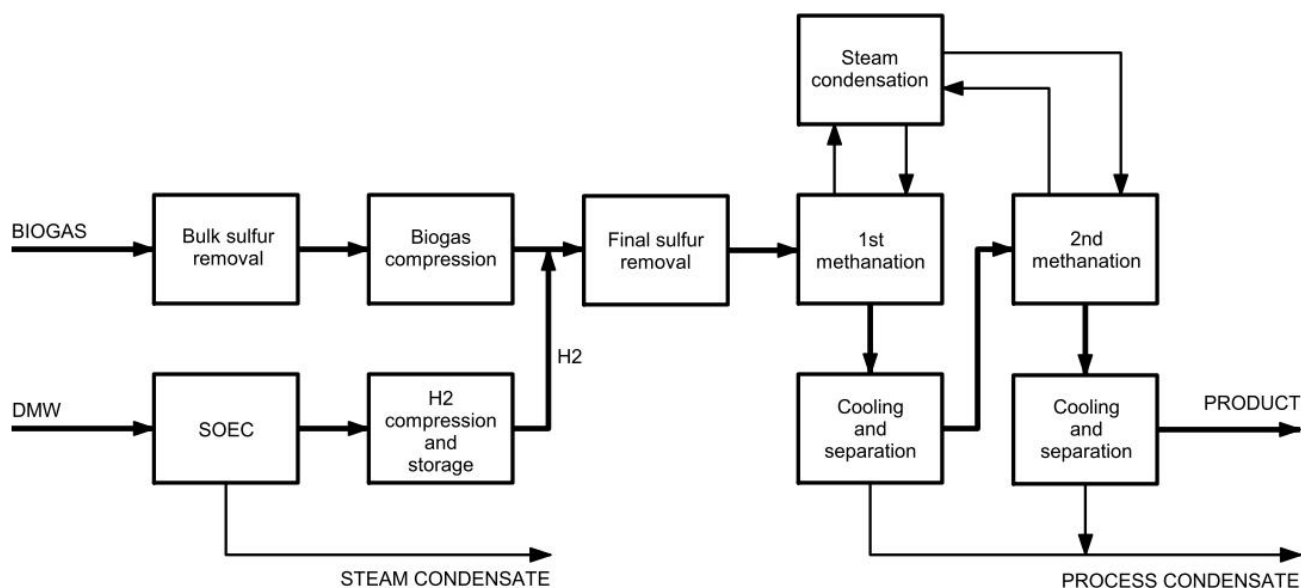 Steam
condensation
BIOGAS
Bulk sulfur
removal
Biogas
compression
Final sulfur
removal
1st
methanation
2nd
methanation
H2
DMW
SOEC
H2
compression
and
storage
Cooling
and
separation
Cooling
and
separation
PRODUCT
STEAM CONDENSATE
PROCESS CONDENSATE